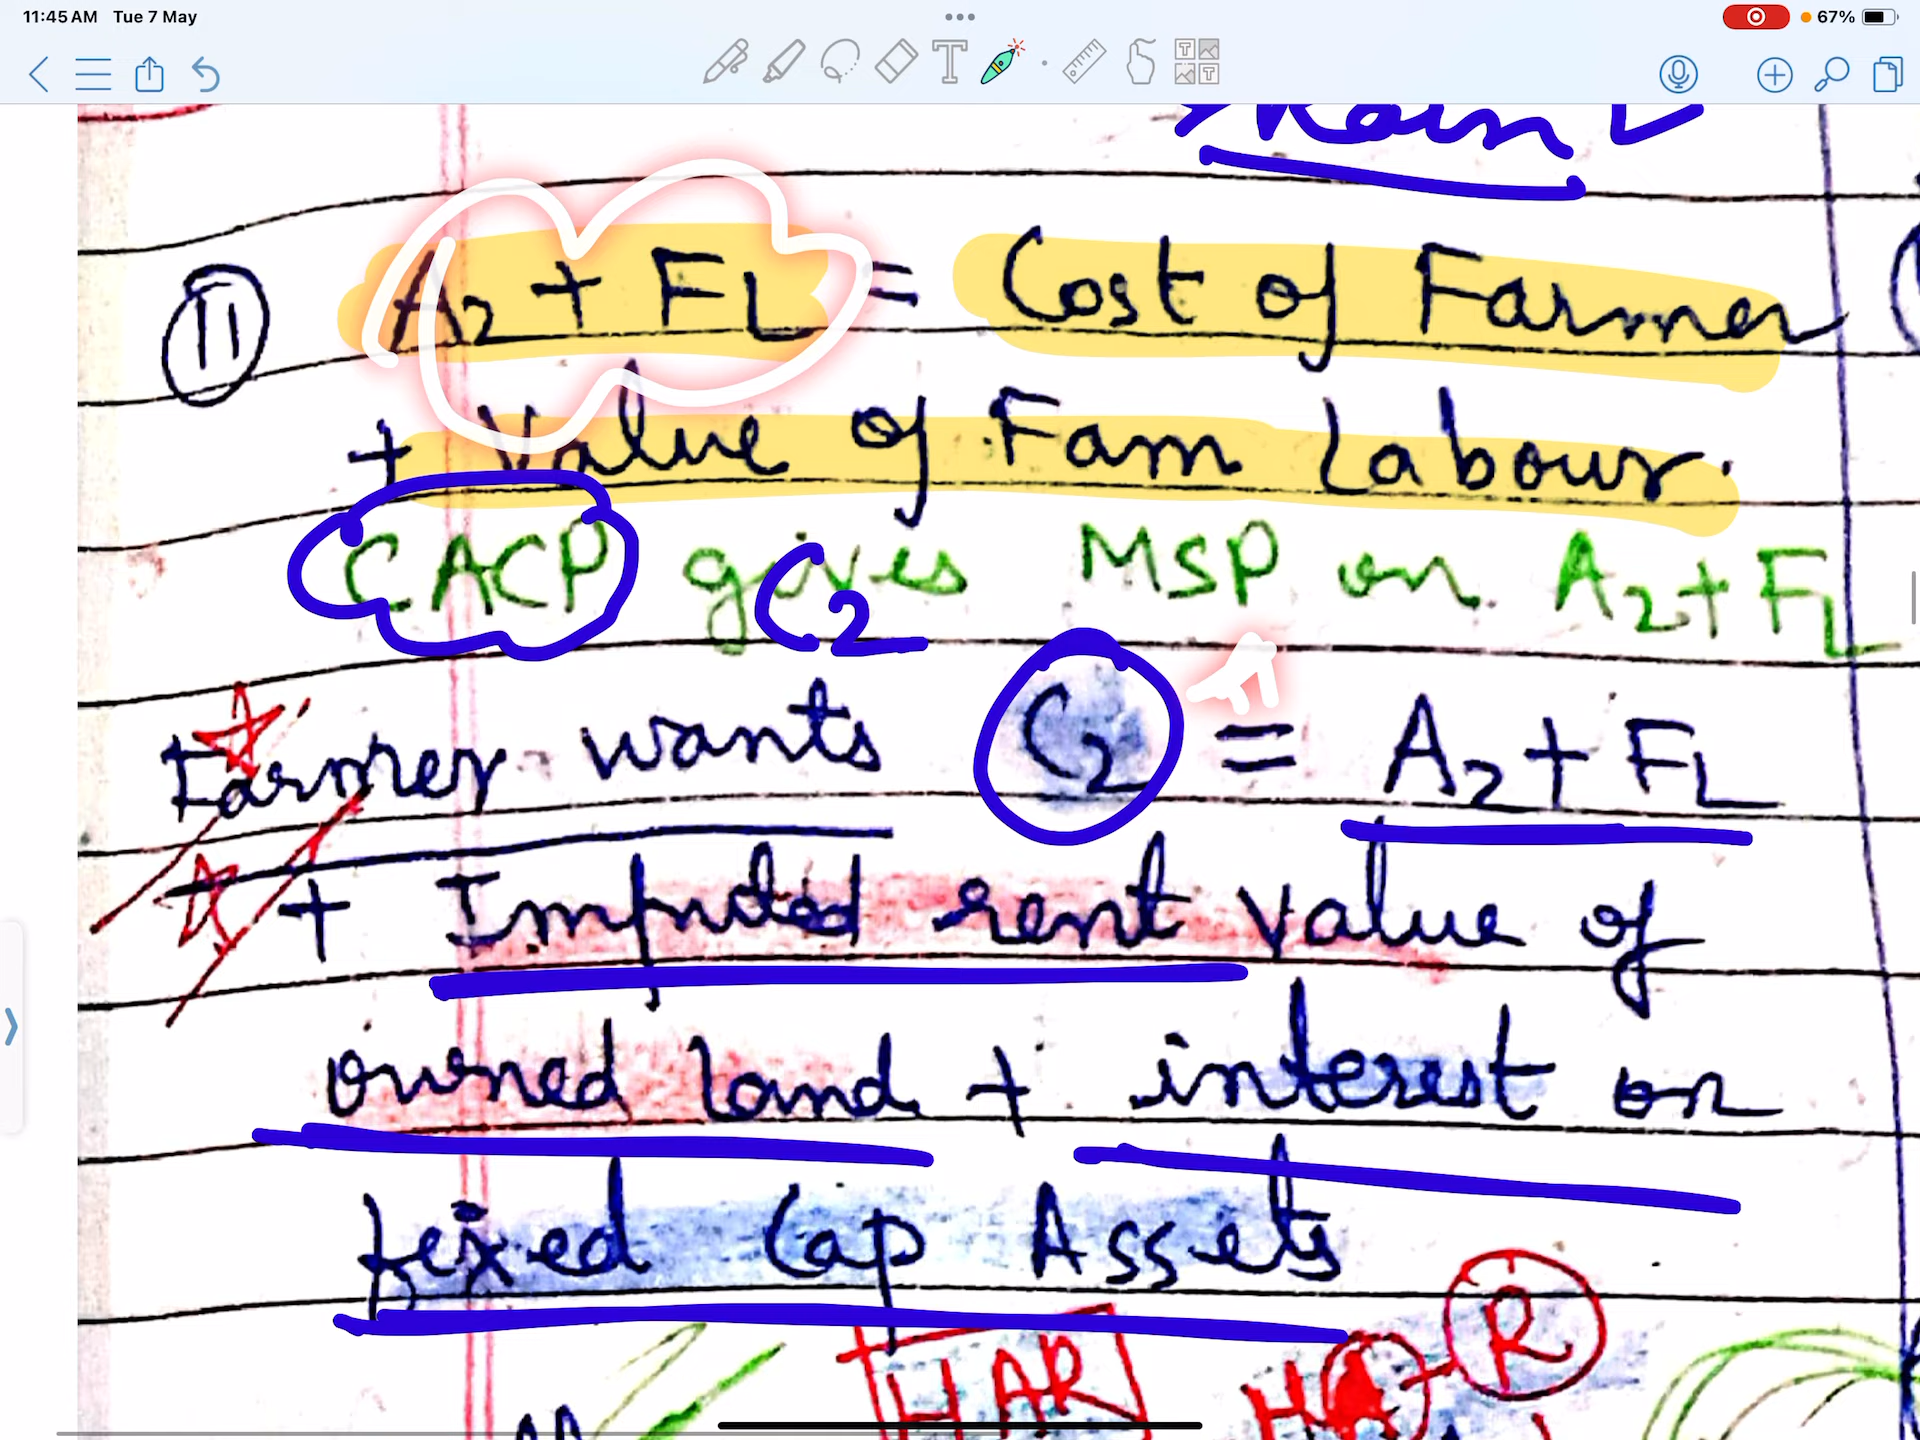 11:45 AM Tue 7 May
67%
II A2 + FL = Cost of Farmer
+ Value of Fam Labour.
CACP gives MSP on A2 + FL
C2
Farmer wants C2 = A2 + FL
+ Imputed rent value of
owned land + interest on
fixed Cap Assets
HAR HA R